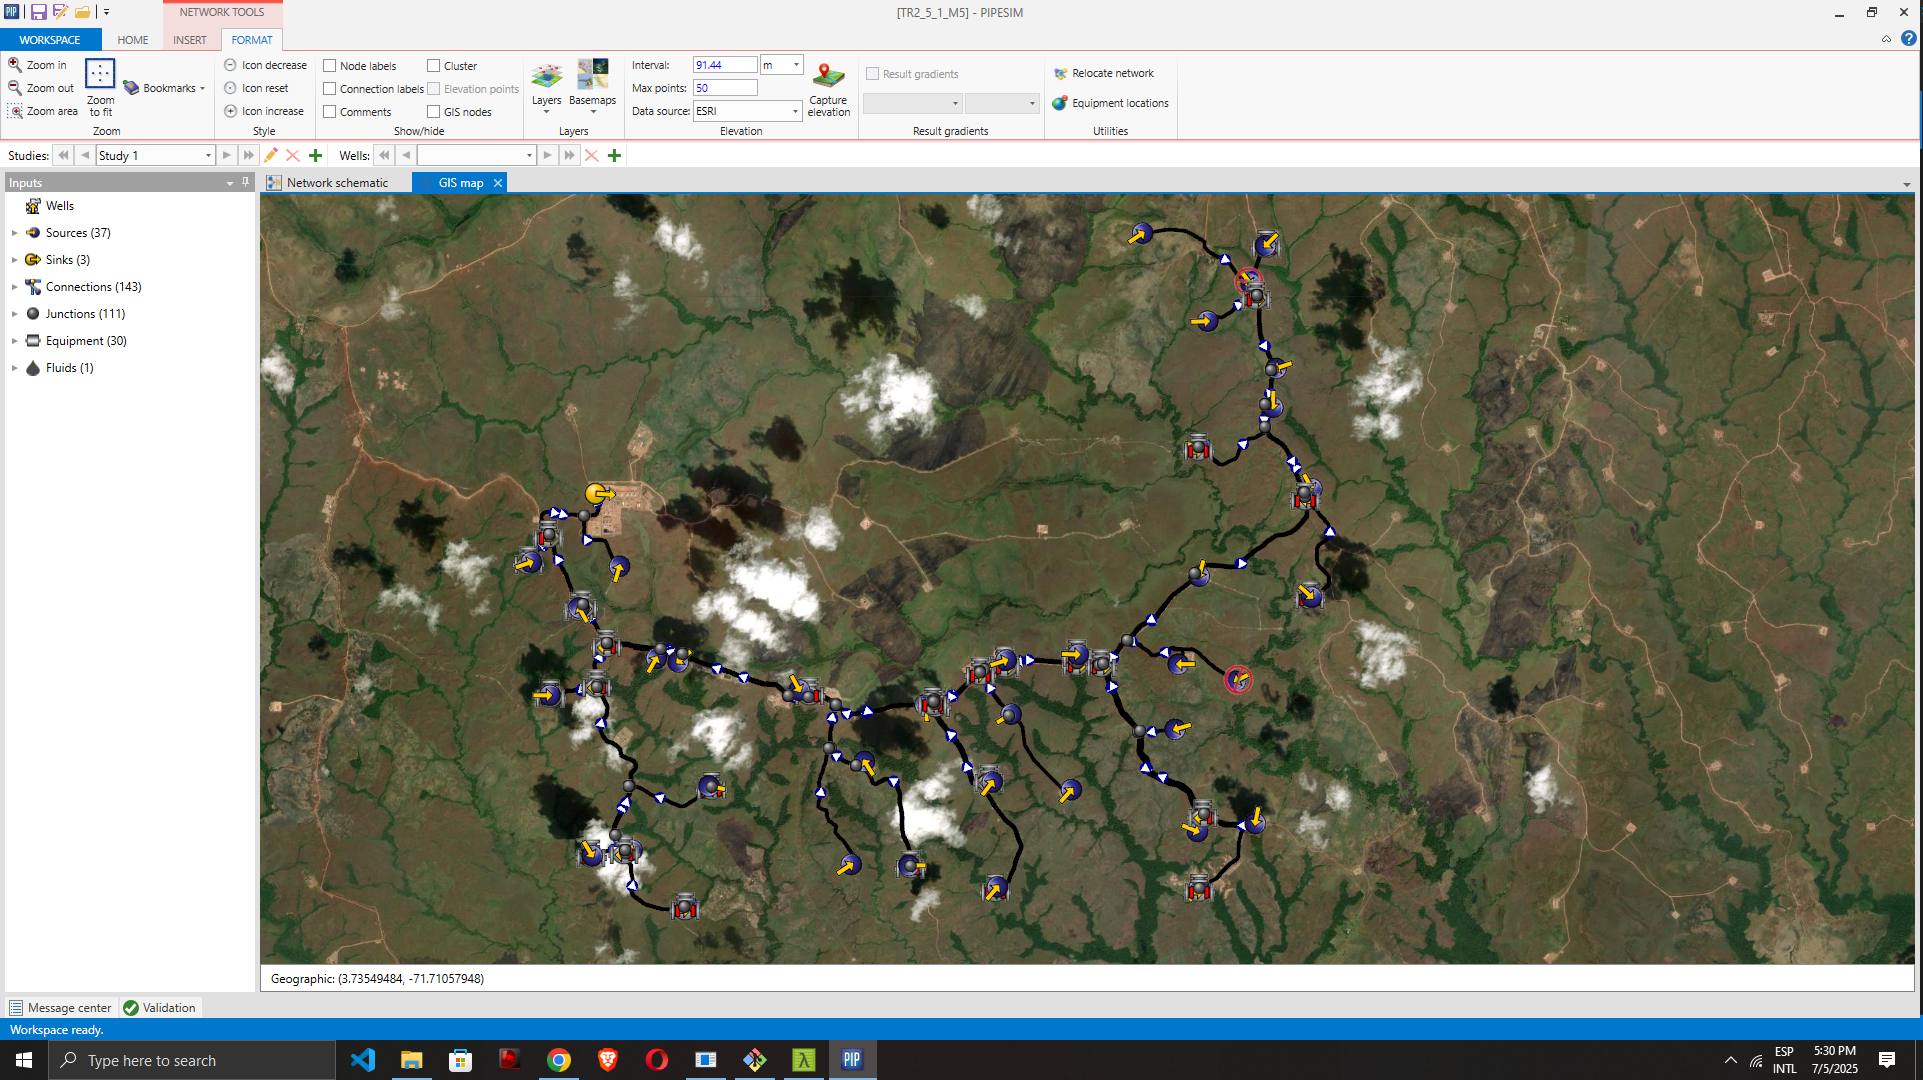 PIP
NETWORK TOOLS
[TR2_5_1_M5] - PIPESIM
WORKSPACE HOME INSERT FORMAT
Zoom in
Zoom out
Zoom area
Zoom to fit
Bookmarks
Zoom
Icon decrease
Icon reset
Icon increase
Style
Node labels
Connection labels
Comments
Cluster
Elevation points
GIS nodes
Show/hide
Layers
Basemaps
Layers
Interval: 91.44 m
Max points: 50
Data source: ESRI
Capture elevation
Elevation
Result gradients
Result gradients
Relocate network
Equipment locations
Utilities
Studies: Study 1 Wells:
Inputs
Wells
Sources (37)
Sinks (3)
Connections (143)
Junctions (111)
Equipment (30)
Fluids (1)
Network schematic GIS map
Geographic: (3.73549484, -71.71057948)
Message center Validation
Workspace ready.
Type here to search
PIP
ESP
INTL
5:30 PM
7/5/2025